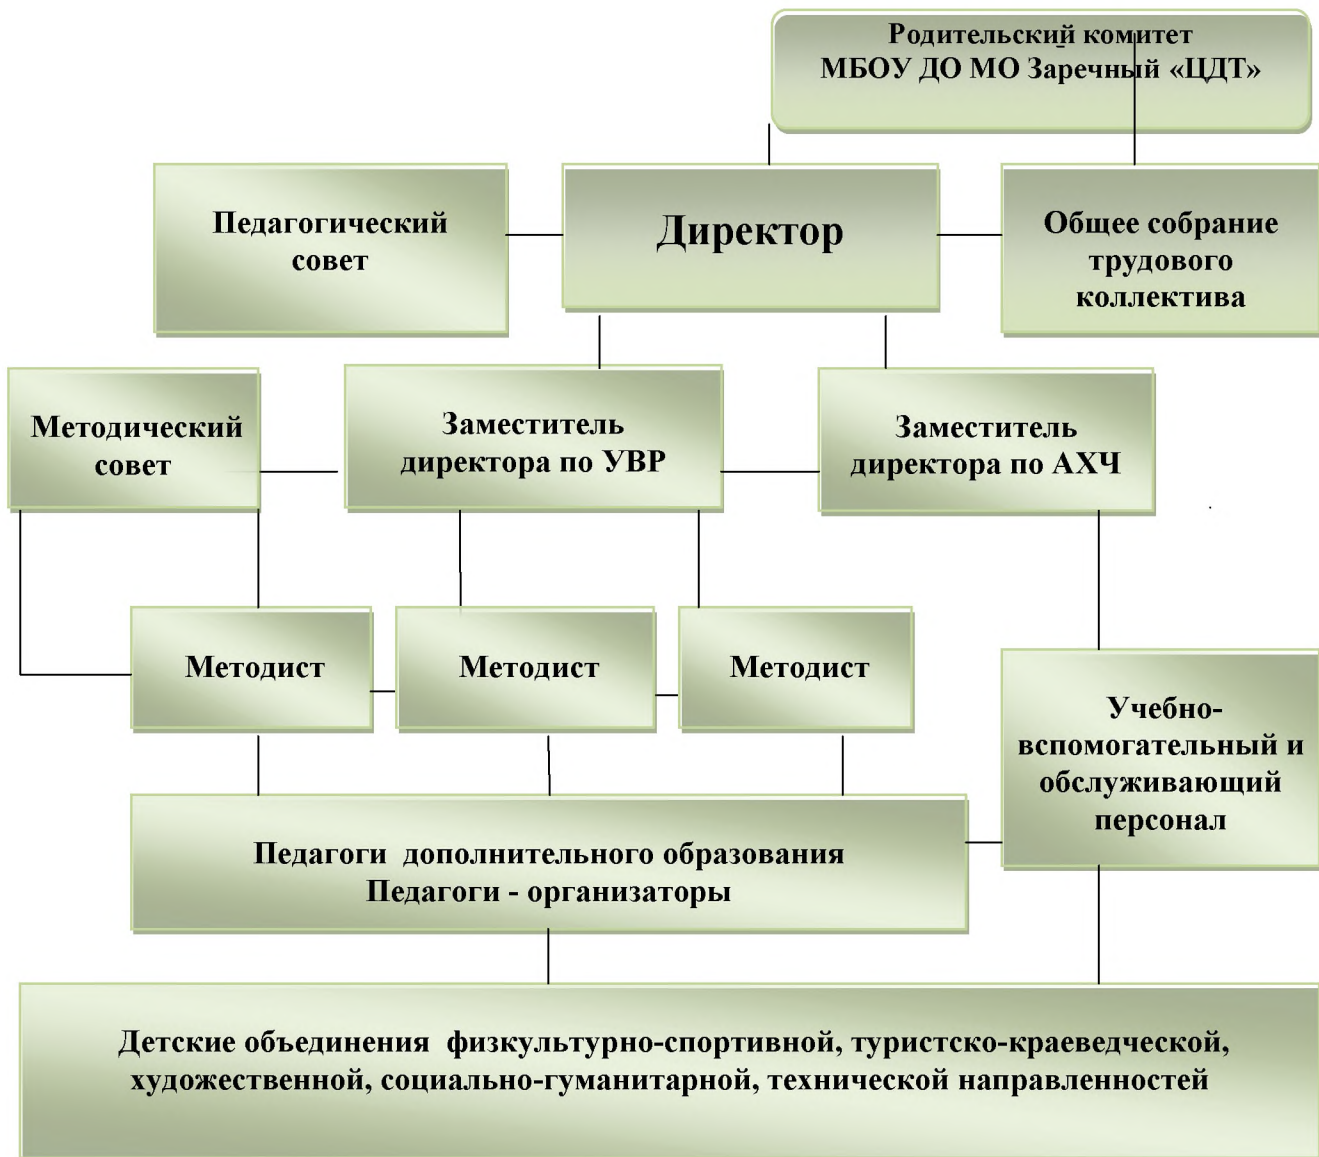 Родительский комитет
МБОУ ДО МО Заречный «ЦДТ»
Педагогический
совет
Директор
Общее собрание
трудового
коллектива
Методический
совет
Заместитель
директора по УВР
Заместитель
директора по АХЧ
Методист
Методист
Методист
Учебно-
вспомогательный и
обслуживающий
персонал
Педагоги дополнительного образования
Педагоги - организаторы
Детские объединения физкультурно-спортивной, туристско-краеведческой,
художественной, социально-гуманитарной, технической направленностей